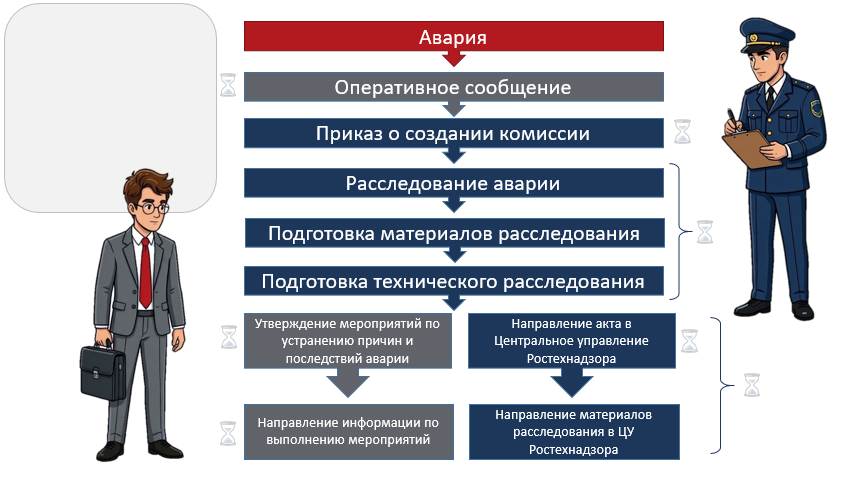 Авария
Оперативное сообщение
Приказ о создании комиссии
Расследование аварии
Подготовка материалов расследования
Подготовка технического расследования
Утверждение мероприятий по
устранению причин и
последствий аварии
Направление акта в
Центральное управление
Ростехнадзора
Направление информации по
выполнению мероприятий
Направление материалов
расследования в ЦУ
Ростехнадзора